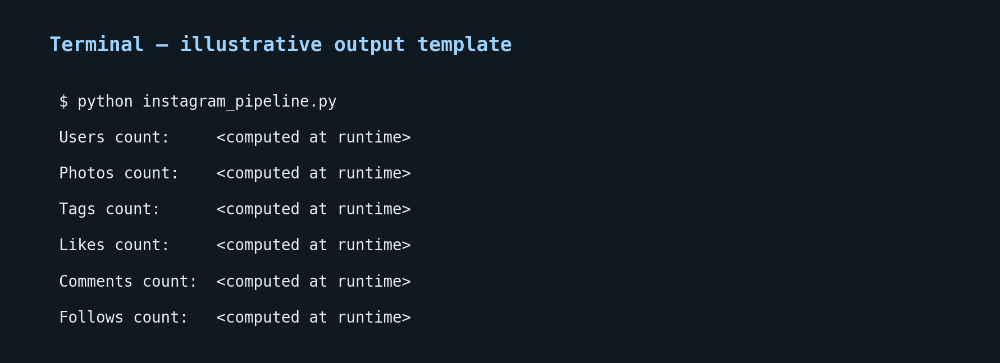 Terminal — illustrative output template
$ python instagram_pipeline.py
Users count:     <computed at runtime>
Photos count:    <computed at runtime>
Tags count:      <computed at runtime>
Likes count:     <computed at runtime>
Comments count:  <computed at runtime>
Follows count:   <computed at runtime>